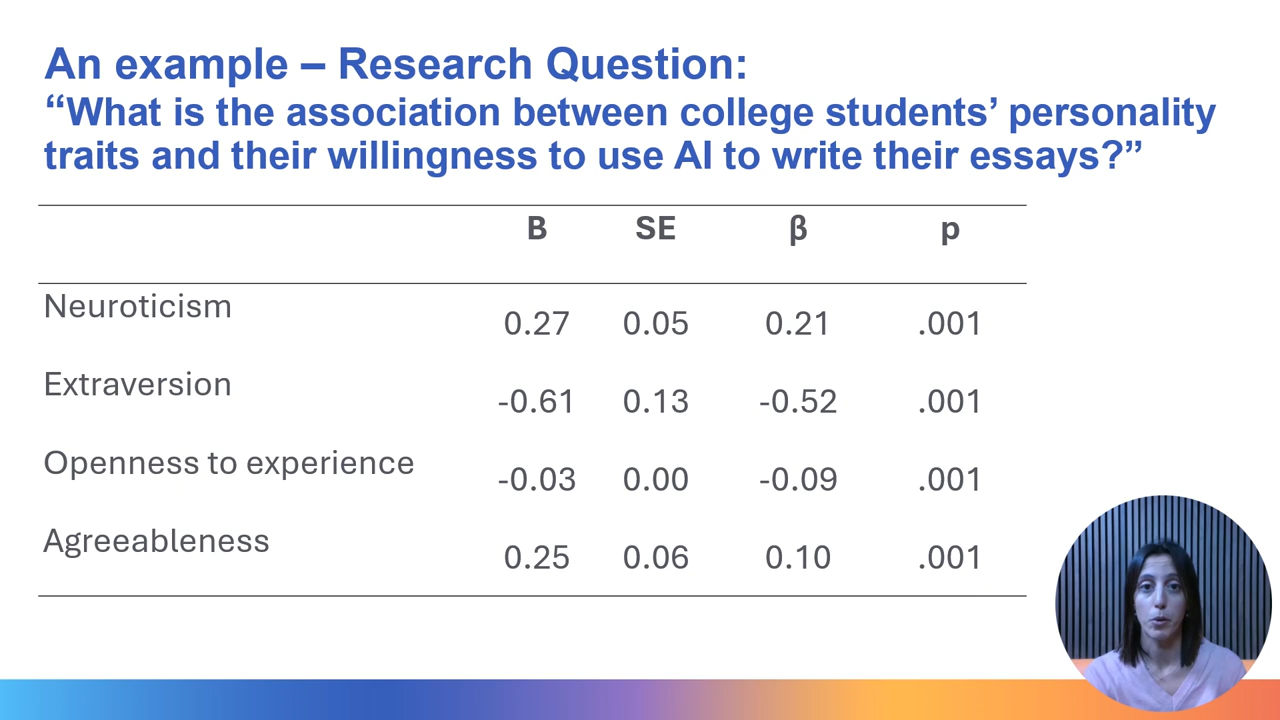 An example – Research Question:
“What is the association between college students’ personality
traits and their willingness to use AI to write their essays?”
B SE β p
Neuroticism 0.27 0.05 0.21 .001
Extraversion -0.61 0.13 -0.52 .001
Openness to experience -0.03 0.00 -0.09 .001
Agreeableness 0.25 0.06 0.10 .001